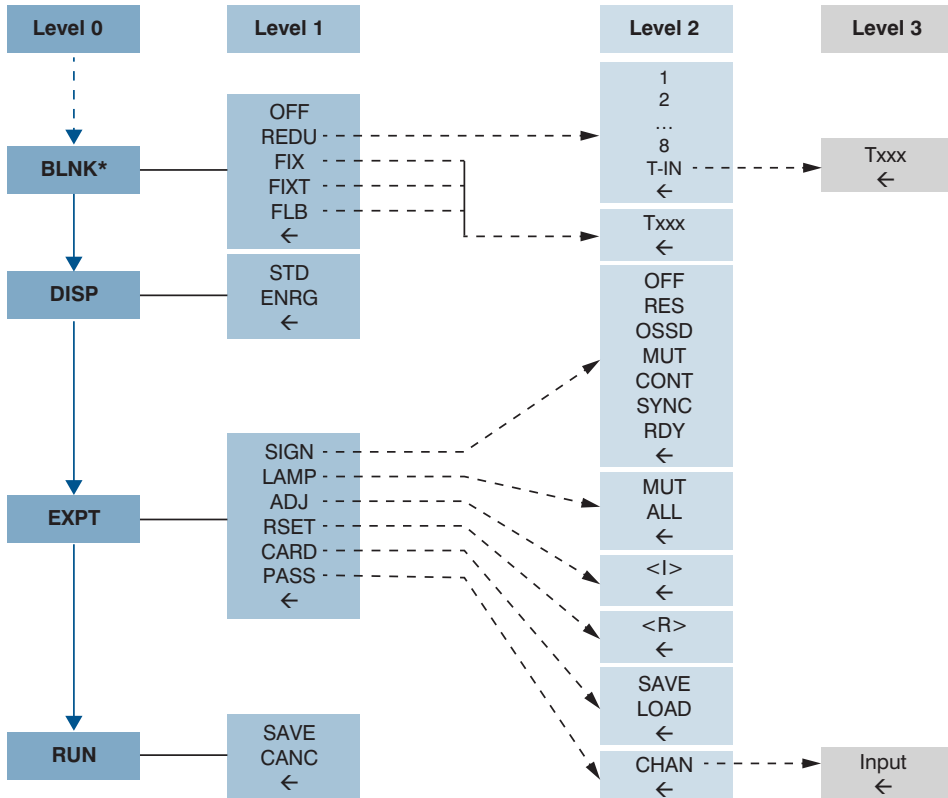 Level 0
Level 1
Level 2
Level 3
BLNK*
OFF
REDU
FIX
FIXT
FLB
←
1
2
...
8
T-IN
←
Txxx
←
Txxx
←
DISP
STD
ENRG
←
EXPT
SIGN
LAMP
ADJ
RSET
CARD
PASS
←
OFF
RES
OSSD
MUT
CONT
SYNC
RDY
←
MUT
ALL
←
<I>
←
<R>
←
SAVE
LOAD
←
CHAN
←
Input
←
RUN
SAVE
CANC
←